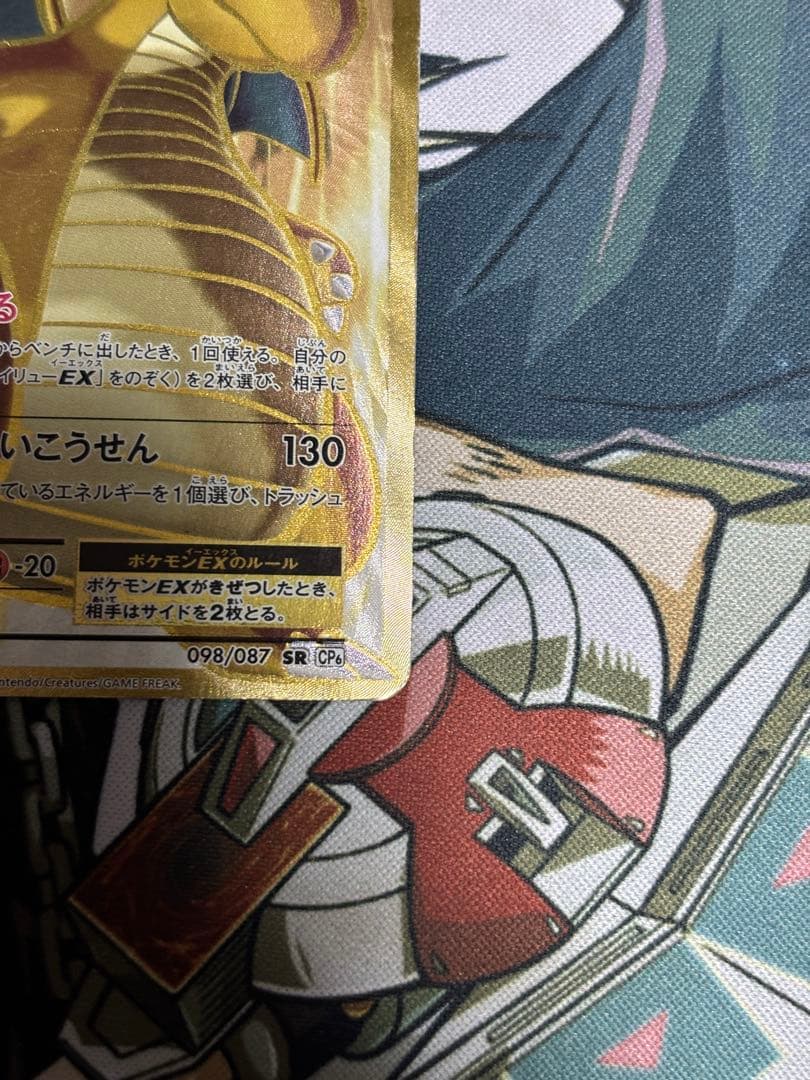 る
からベンチに出したとき、1回使える。自分の
イリューEX」をのぞく)を2枚選び、相手に
いこうせん 130
ているエネルギーを1個選び、トラッシュ
-20
ポケモンEXのルール
ポケモンEXがきぜつしたとき、
相手はサイドを2枚とる。
098/087 SR CP6
ntendo/Creatures/GAME FREAK.